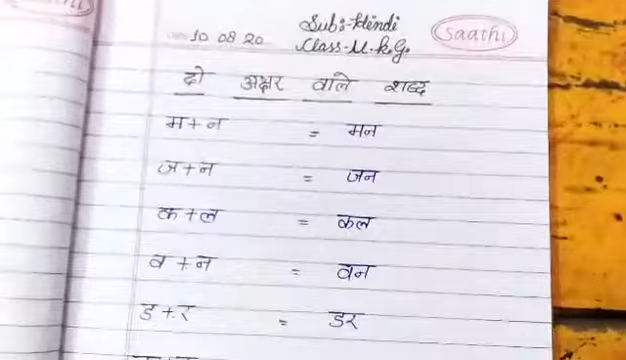 10 08 20
Sub:-Hindi
Class-U.K.G.
Saathi
दो अक्षर वाले शब्द
म+न = मन
ज+न = जन
क+ल = कल
व+न = वन
ड+र = डर